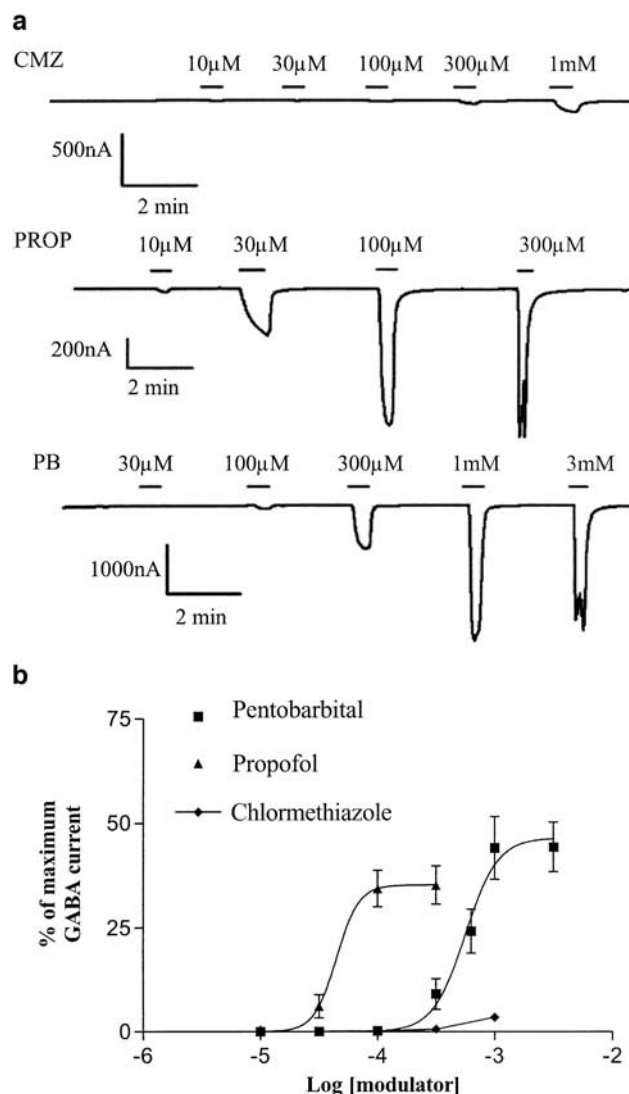 a
CMZ
10µM 30µM 100µM 300µM 1mM
500nA
2 min
PROP
10µM 30µM 100µM 300µM
200nA
2 min
PB
30µM 100µM 300µM 1mM 3mM
1000nA
2 min
b
75
50
25
0
% of maximum
GABA current
Pentobarbital
Propofol
Chlormethiazole
-6 -5 -4 -3 -2
Log [modulator]